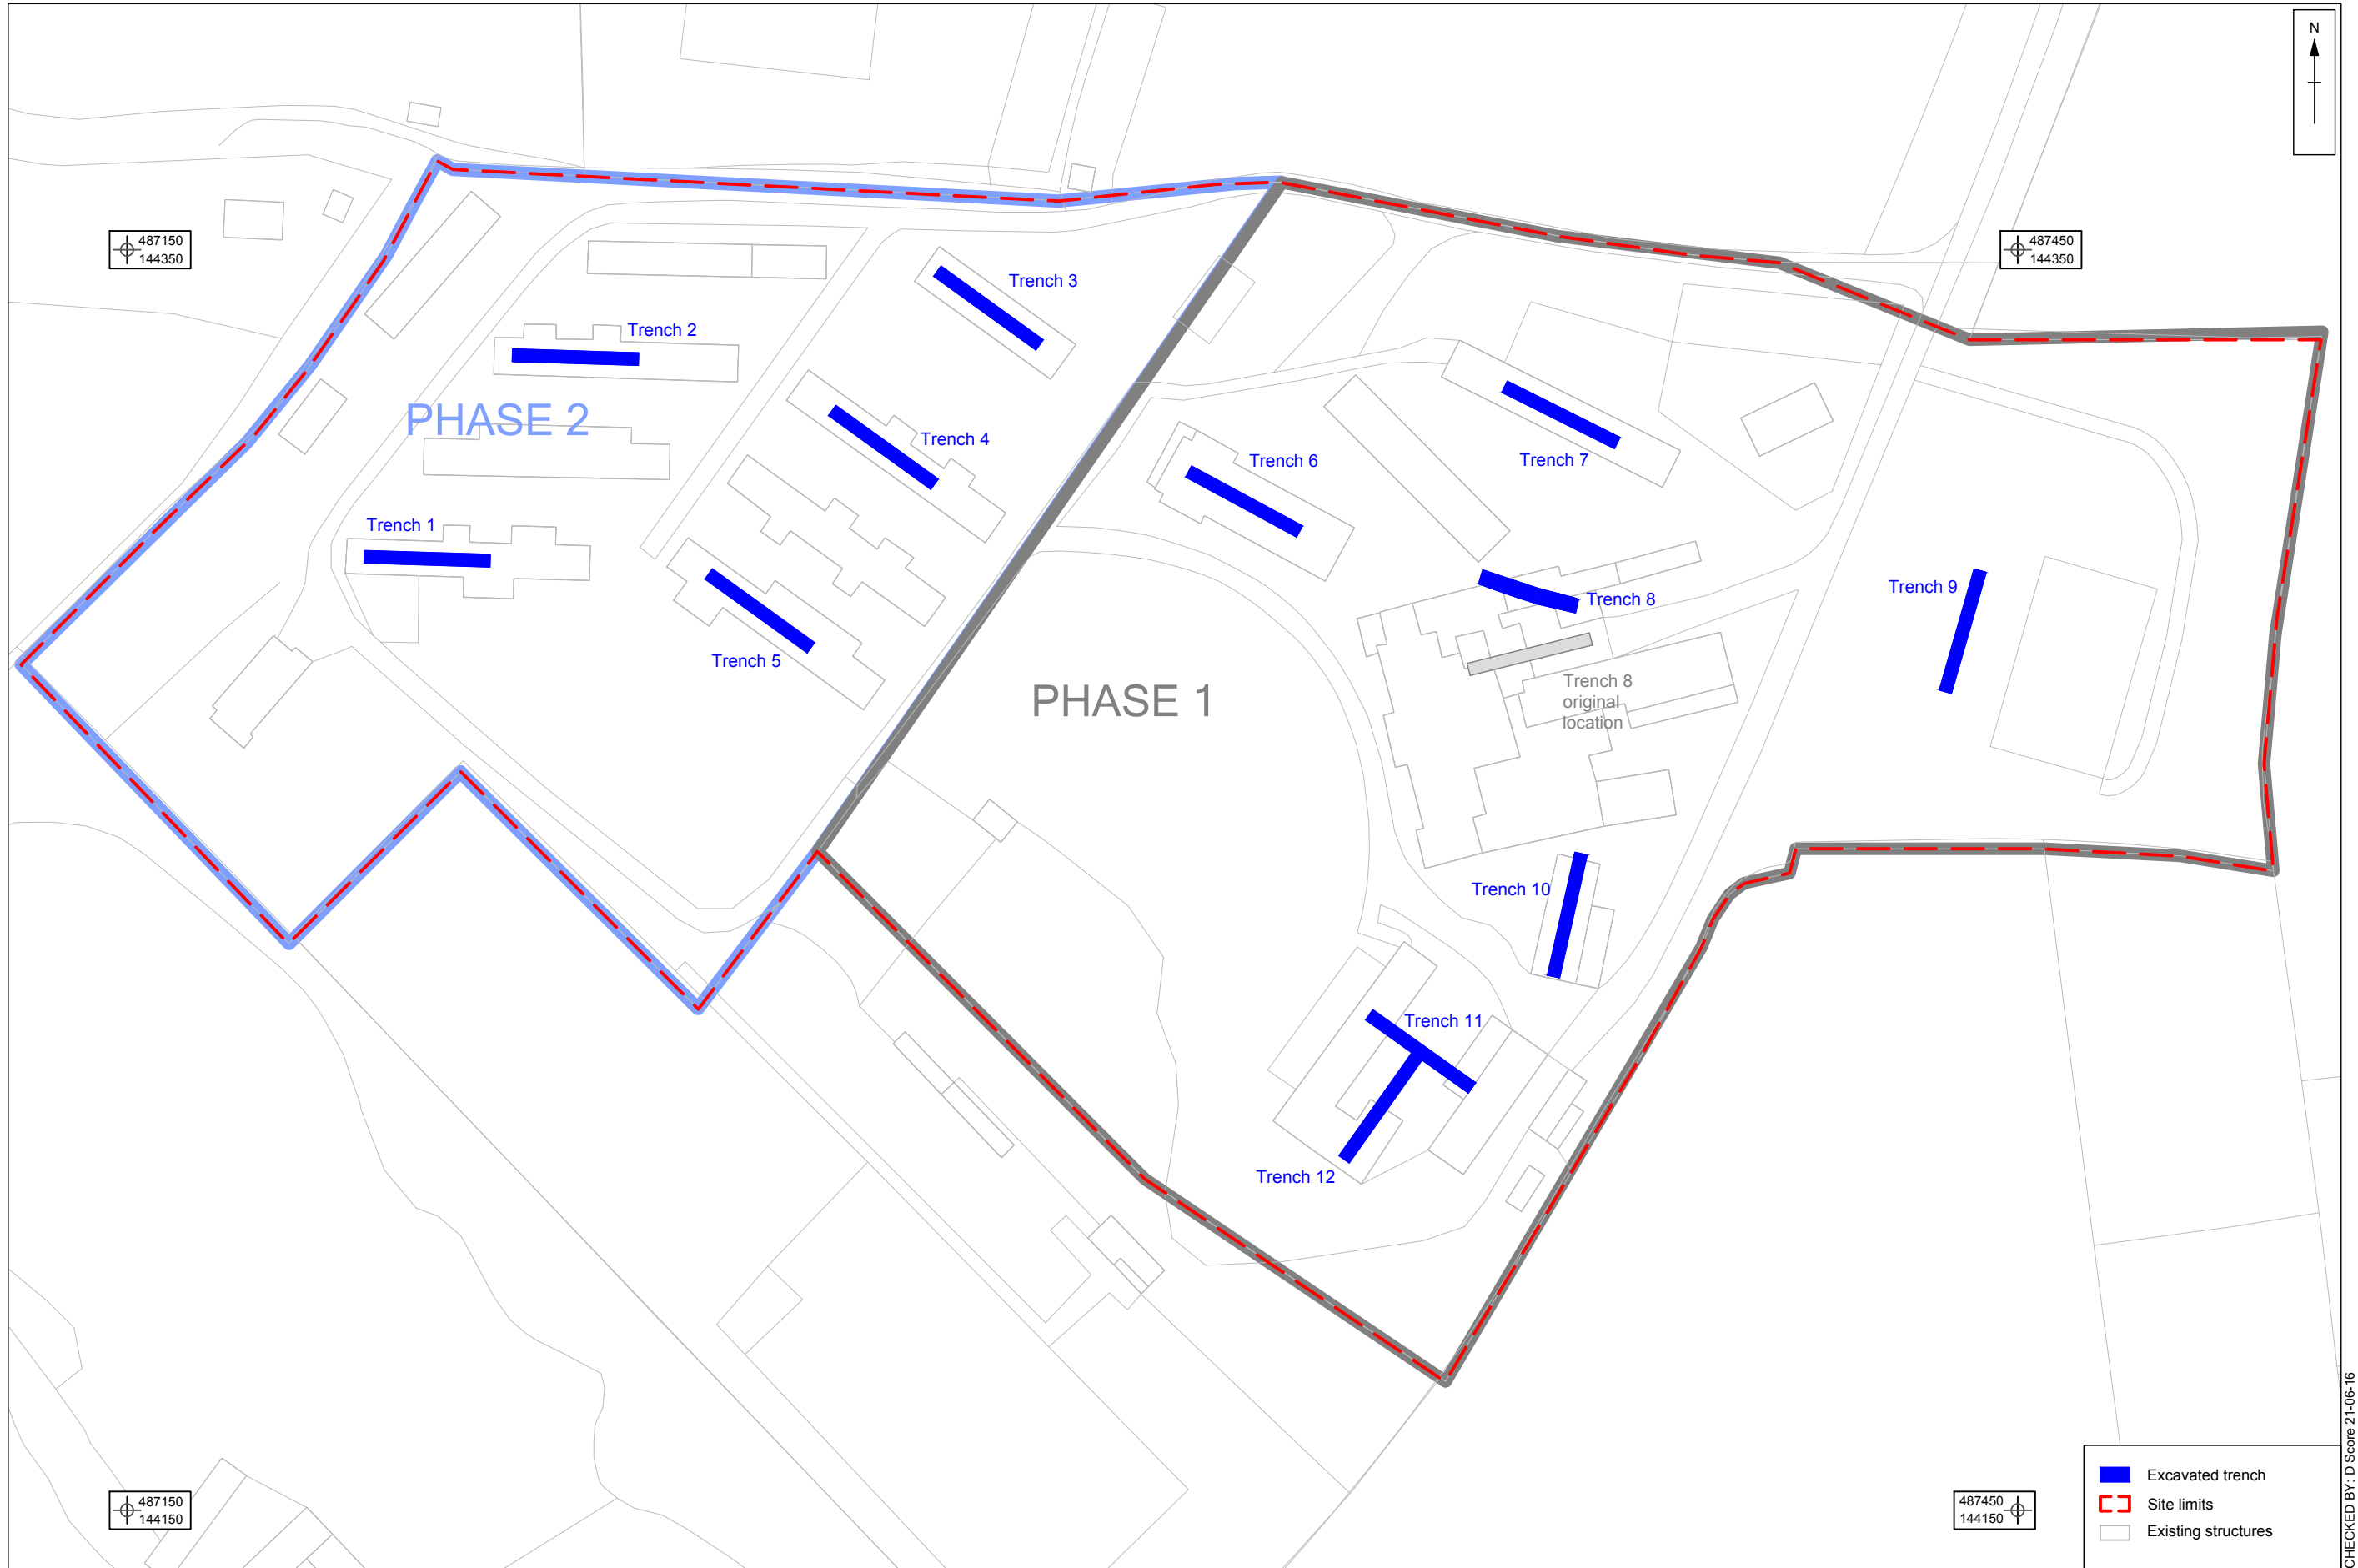 N
487150
144350
487450
144350
Trench 3
Trench 2
PHASE 2
Trench 4
Trench 6
Trench 7
Trench 1
Trench 9
Trench 8
Trench 5
Trench 8
original
location
PHASE 1
Trench 10
Trench 11
Trench 12
487150
144150
487450
144150
Excavated trench
Site limits
Existing structures
CHECKED BY: D Score 21-06-16